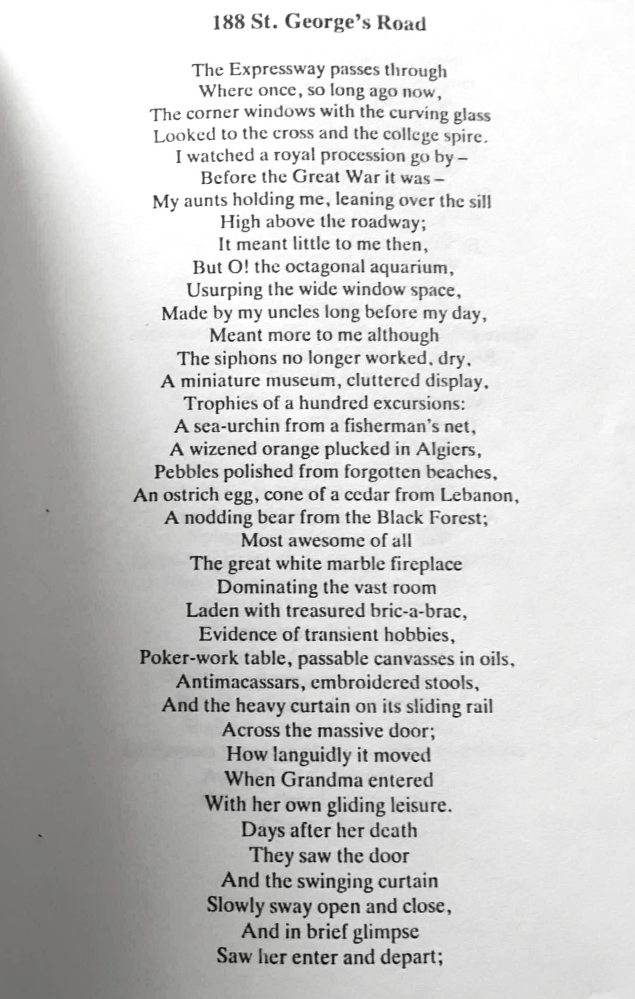 188 St. George's Road
The Expressway passes through
Where once, so long ago now,
The corner windows with the curving glass
Looked to the cross and the college spire.
I watched a royal procession go by –
Before the Great War it was –
My aunts holding me, leaning over the sill
High above the roadway;
It meant little to me then,
But O! the octagonal aquarium,
Usurping the wide window space,
Made by my uncles long before my day,
Meant more to me although
The siphons no longer worked, dry,
A miniature museum, cluttered display,
Trophies of a hundred excursions:
A sea-urchin from a fisherman's net,
A wizened orange plucked in Algiers,
Pebbles polished from forgotten beaches,
An ostrich egg, cone of a cedar from Lebanon,
A nodding bear from the Black Forest;
Most awesome of all
The great white marble fireplace
Dominating the vast room
Laden with treasured bric-a-brac,
Evidence of transient hobbies,
Poker-work table, passable canvasses in oils,
Antimacassars, embroidered stools,
And the heavy curtain on its sliding rail
Across the massive door;
How languidly it moved
When Grandma entered
With her own gliding leisure.
Days after her death
They saw the door
And the swinging curtain
Slowly sway open and close,
And in brief glimpse
Saw her enter and depart;